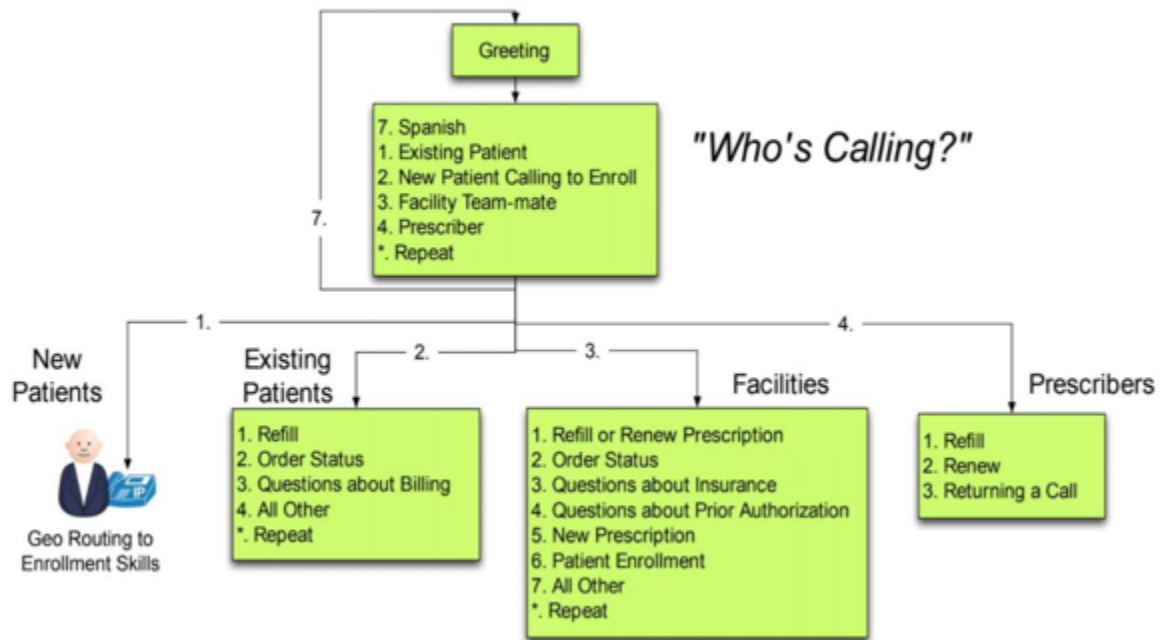 Greeting
7. Spanish
1. Existing Patient
2. New Patient Calling to Enroll
3. Facility Team-mate
4. Prescriber
*. Repeat
"Who's Calling?"
7.
1.
4.
2.
3.
New
Patients
IP
Geo Routing to
Enrollment Skills
Existing
Patients
1. Refill
2. Order Status
3. Questions about Billing
4. All Other
*. Repeat
Facilities
1. Refill or Renew Prescription
2. Order Status
3. Questions about Insurance
4. Questions about Prior Authorization
5. New Prescription
6. Patient Enrollment
7. All Other
*. Repeat
Prescribers
1. Refill
2. Renew
3. Returning a Call